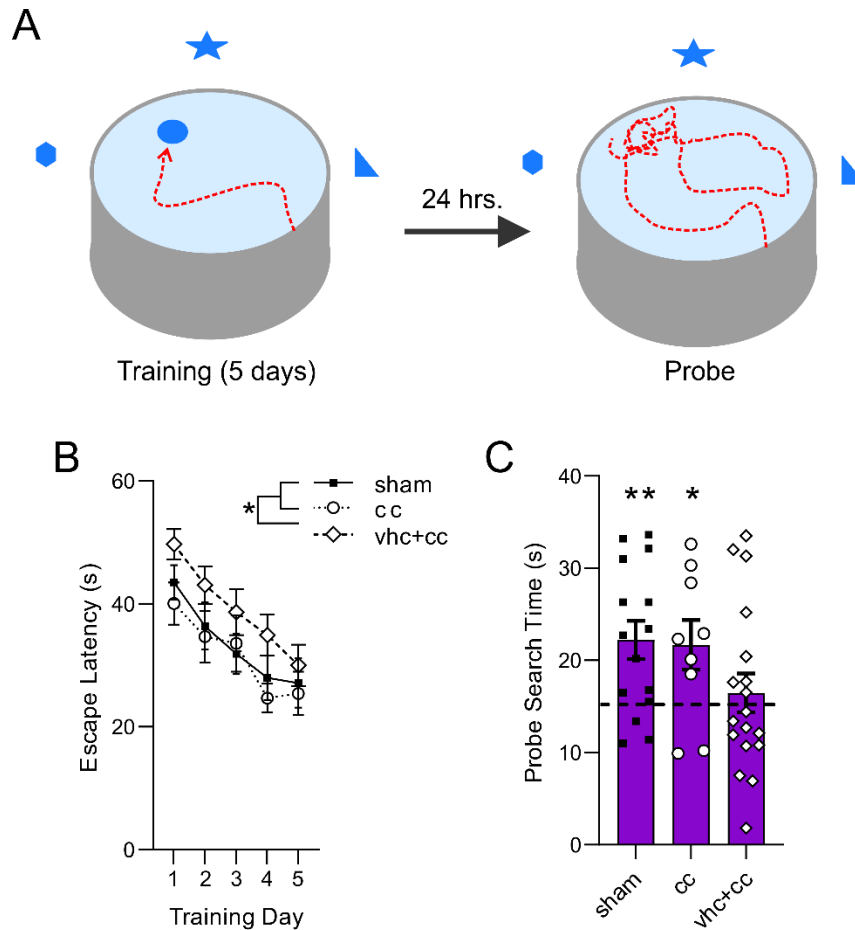 A
24 hrs.
Training (5 days)
Probe
B
60
40
20
0
Escape Latency (s)
1 2 3 4 5
Training Day
*
sham
cc
vhc+cc
C
40
30
20
10
0
Probe Search Time (s)
** *
sham
cc
vhc+cc